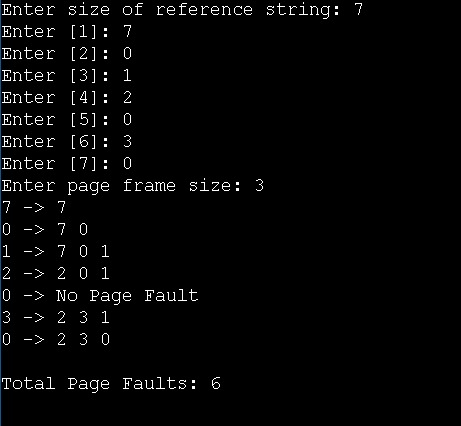 Enter size of reference string: 7
Enter [1]: 7
Enter [2]: 0
Enter [3]: 1
Enter [4]: 2
Enter [5]: 0
Enter [6]: 3
Enter [7]: 0
Enter page frame size: 3
7 -> 7
0 -> 7 0
1 -> 7 0 1
2 -> 2 0 1
0 -> No Page Fault
3 -> 2 3 1
0 -> 2 3 0
Total Page Faults: 6